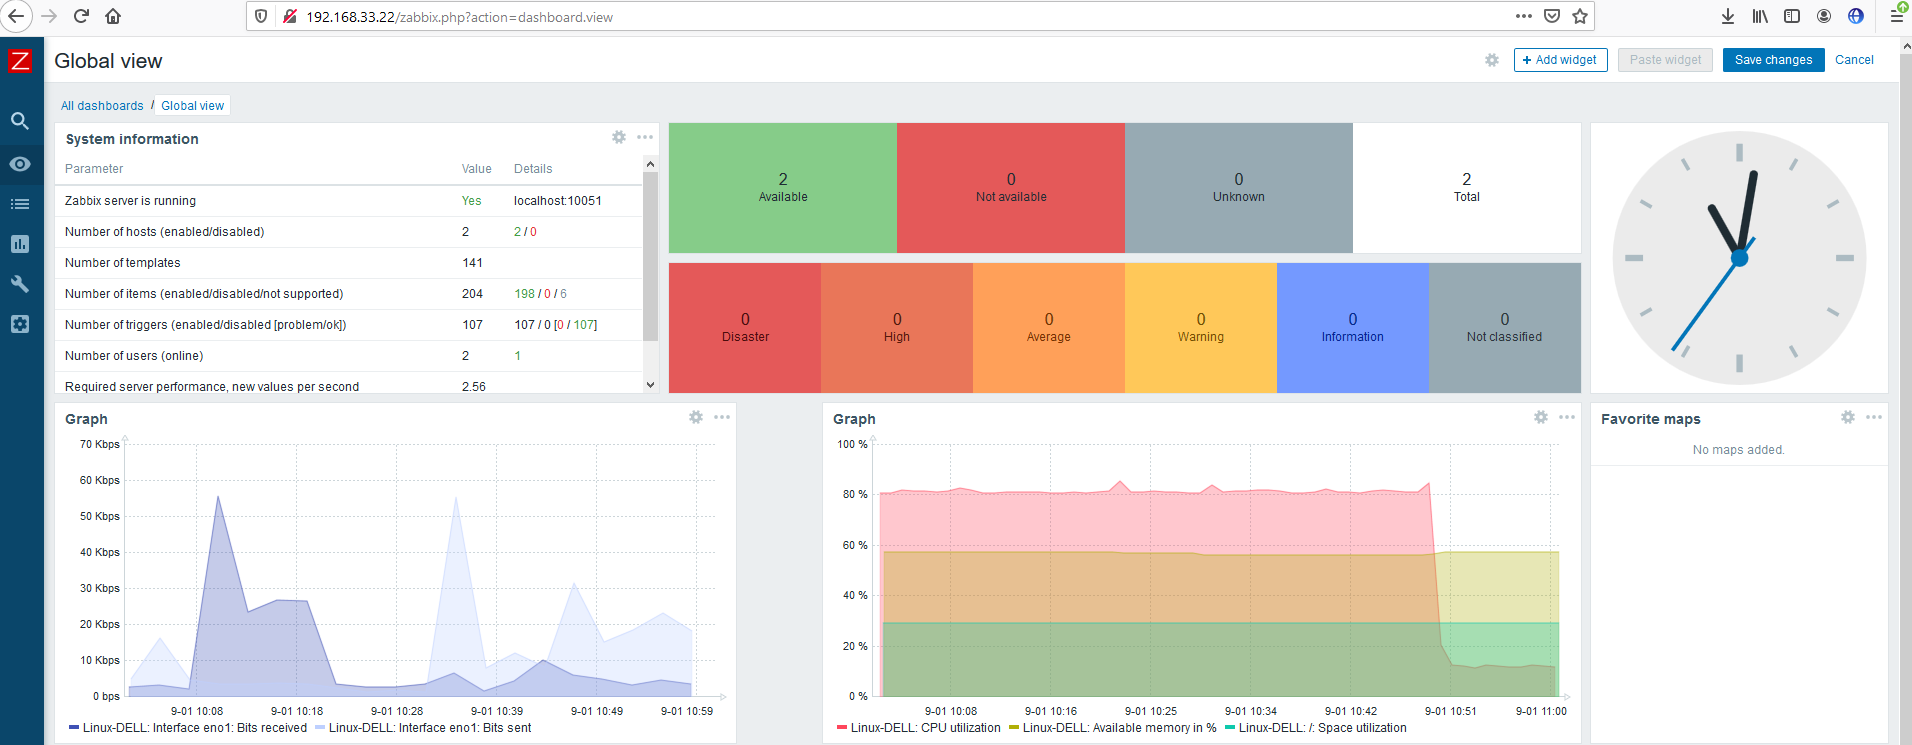 192.168.33.22/zabbix.php?action=dashboard.view
Z
Global view
+ Add widget
Paste widget
Save changes
Cancel
All dashboards / Global view
System information
Parameter Value Details
Zabbix server is running Yes localhost:10051
Number of hosts (enabled/disabled) 2 2 / 0
Number of templates 141
Number of items (enabled/disabled/not supported) 204 198 / 0 / 6
Number of triggers (enabled/disabled [problem/ok]) 107 107 / 0 [0 / 107]
Number of users (online) 2 1
Required server performance, new values per second 2.56
2
Available
0
Not available
0
Unknown
2
Total
0
Disaster
0
High
0
Average
0
Warning
0
Information
0
Not classified
Graph
70 Kbps
60 Kbps
50 Kbps
40 Kbps
30 Kbps
20 Kbps
10 Kbps
0 bps
9-01 10:08 9-01 10:18 9-01 10:28 9-01 10:39 9-01 10:49 9-01 10:59
Linux-DELL: Interface eno1: Bits received Linux-DELL: Interface eno1: Bits sent
Graph
100 %
80 %
60 %
40 %
20 %
0 %
9-01 10:08 9-01 10:16 9-01 10:25 9-01 10:34 9-01 10:42 9-01 10:51 9-01 11:00
Linux-DELL: CPU utilization Linux-DELL: Available memory in % Linux-DELL: /: Space utilization
Favorite maps
No maps added.